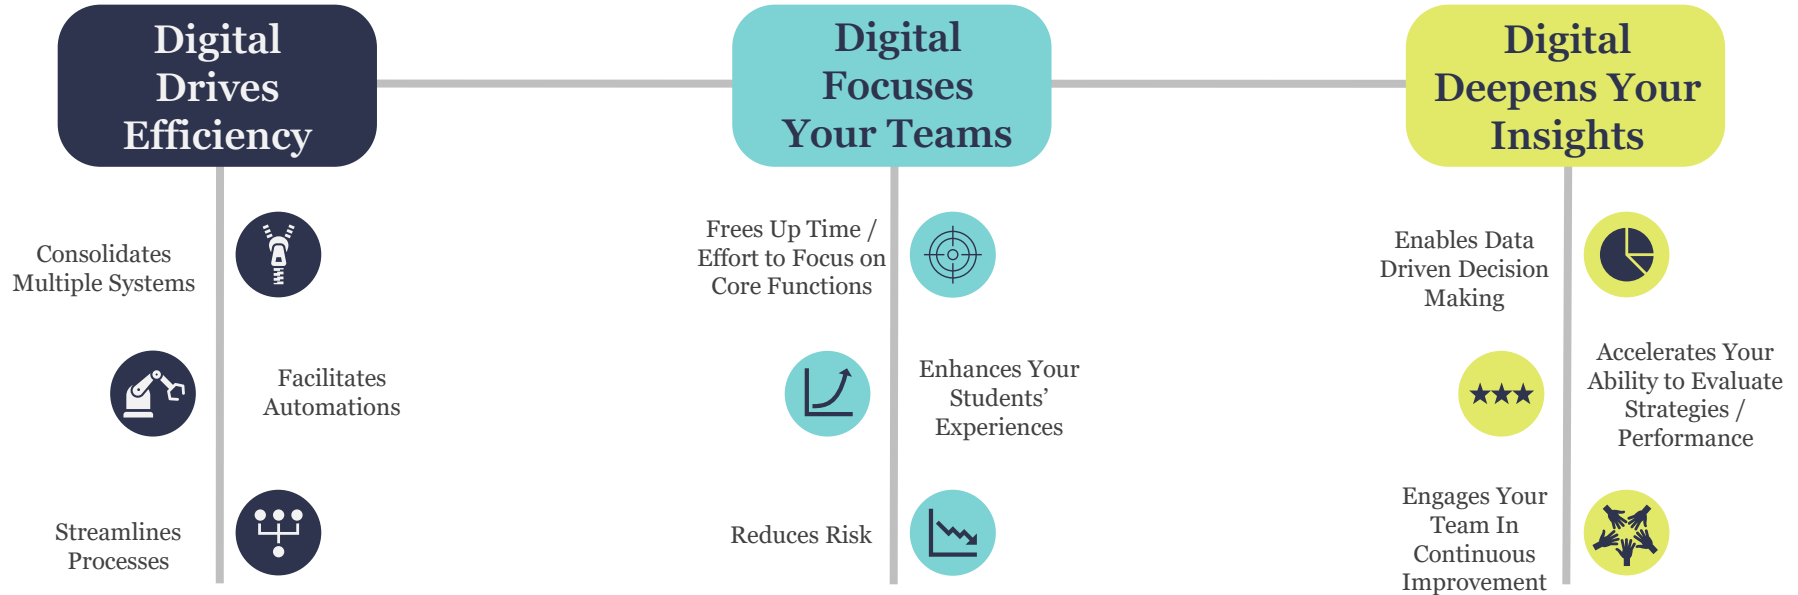 Digital
Drives
Efficiency
Consolidates
Multiple Systems
Facilitates
Automations
Streamlines
Processes
Digital
Focuses
Your Teams
Frees Up Time /
Effort to Focus on
Core Functions
Enhances Your
Students’
Experiences
Reduces Risk
Digital
Deepens Your
Insights
Enables Data
Driven Decision
Making
Accelerates Your
Ability to Evaluate
Strategies /
Performance
Engages Your
Team In
Continuous
Improvement